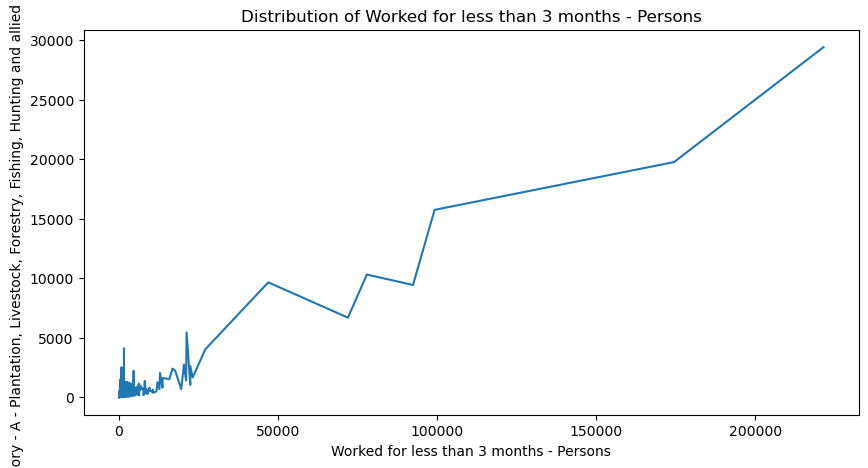 Distribution of Worked for less than 3 months - Persons
ory - A - Plantation, Livestock, Forestry, Fishing, Hunting and allied
30000
25000
20000
15000
10000
5000
0
0 50000 100000 150000 200000
Worked for less than 3 months - Persons